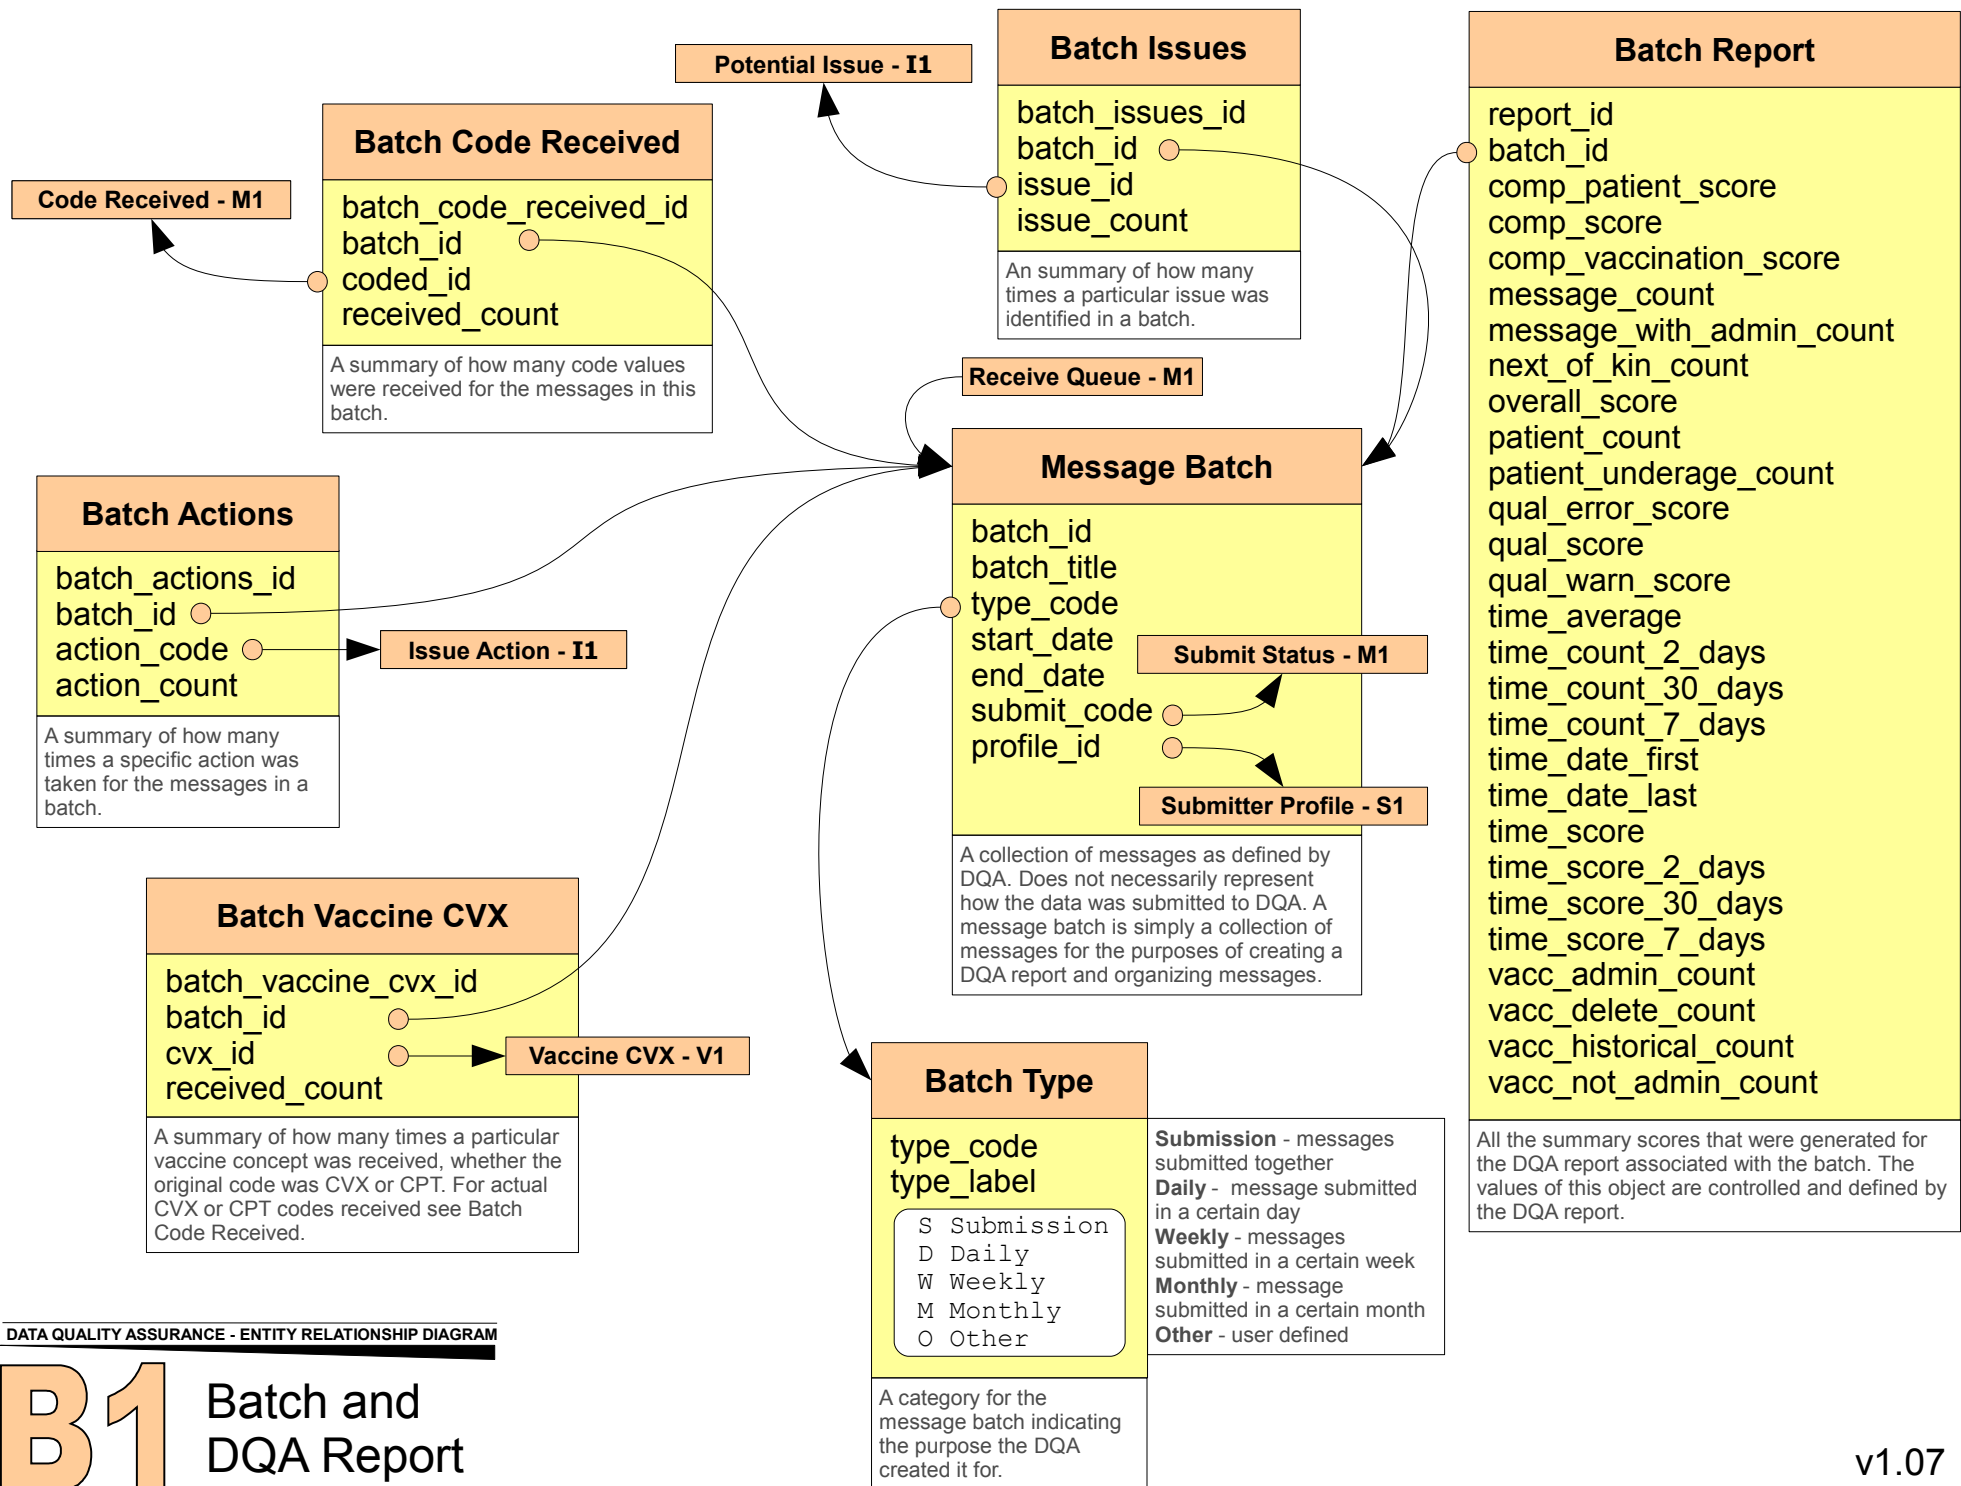 Potential Issue - I1
Batch Issues
batch_issues_id
batch_id
issue_id
issue_count
An summary of how many
times a particular issue was
identified in a batch.
Batch Report
report_id
batch_id
comp_patient_score
comp_score
comp_vaccination_score
message_count
message_with_admin_count
next_of_kin_count
overall_score
patient_count
patient_underage_count
qual_error_score
qual_score
qual_warn_score
time_average
time_count_2_days
time_count_30_days
time_count_7_days
time_date_first
time_date_last
time_score
time_score_2_days
time_score_30_days
time_score_7_days
vacc_admin_count
vacc_delete_count
vacc_historical_count
vacc_not_admin_count
All the summary scores that were generated for
the DQA report associated with the batch. The
values of this object are controlled and defined by
the DQA report.
Code Received - M1
Batch Code Received
batch_code_received_id
batch_id
coded_id
received_count
A summary of how many code values
were received for the messages in this
batch.
Receive Queue - M1
Batch Actions
batch_actions_id
batch_id
action_code
action_count
A summary of how many
times a specific action was
taken for the messages in a
batch.
Issue Action - I1
Message Batch
batch_id
batch_title
type_code
start_date
end_date
submit_code
profile_id
Submit Status - M1
Submitter Profile - S1
A collection of messages as defined by
DQA. Does not necessarily represent
how the data was submitted to DQA. A
message batch is simply a collection of
messages for the purposes of creating a
DQA report and organizing messages.
Batch Vaccine CVX
batch_vaccine_cvx_id
batch_id
cvx_id
received_count
Vaccine CVX - V1
A summary of how many times a particular
vaccine concept was received, whether the
original code was CVX or CPT. For actual
CVX or CPT codes received see Batch
Code Received.
Batch Type
type_code
type_label
S Submission
D Daily
W Weekly
M Monthly
O Other
A category for the
message batch indicating
the purpose the DQA
created it for.
Submission - messages
submitted together
Daily - message submitted
in a certain day
Weekly - messages
submitted in a certain week
Monthly - message
submitted in a certain month
Other - user defined
DATA QUALITY ASSURANCE - ENTITY RELATIONSHIP DIAGRAM
B1
Batch and
DQA Report
v1.07